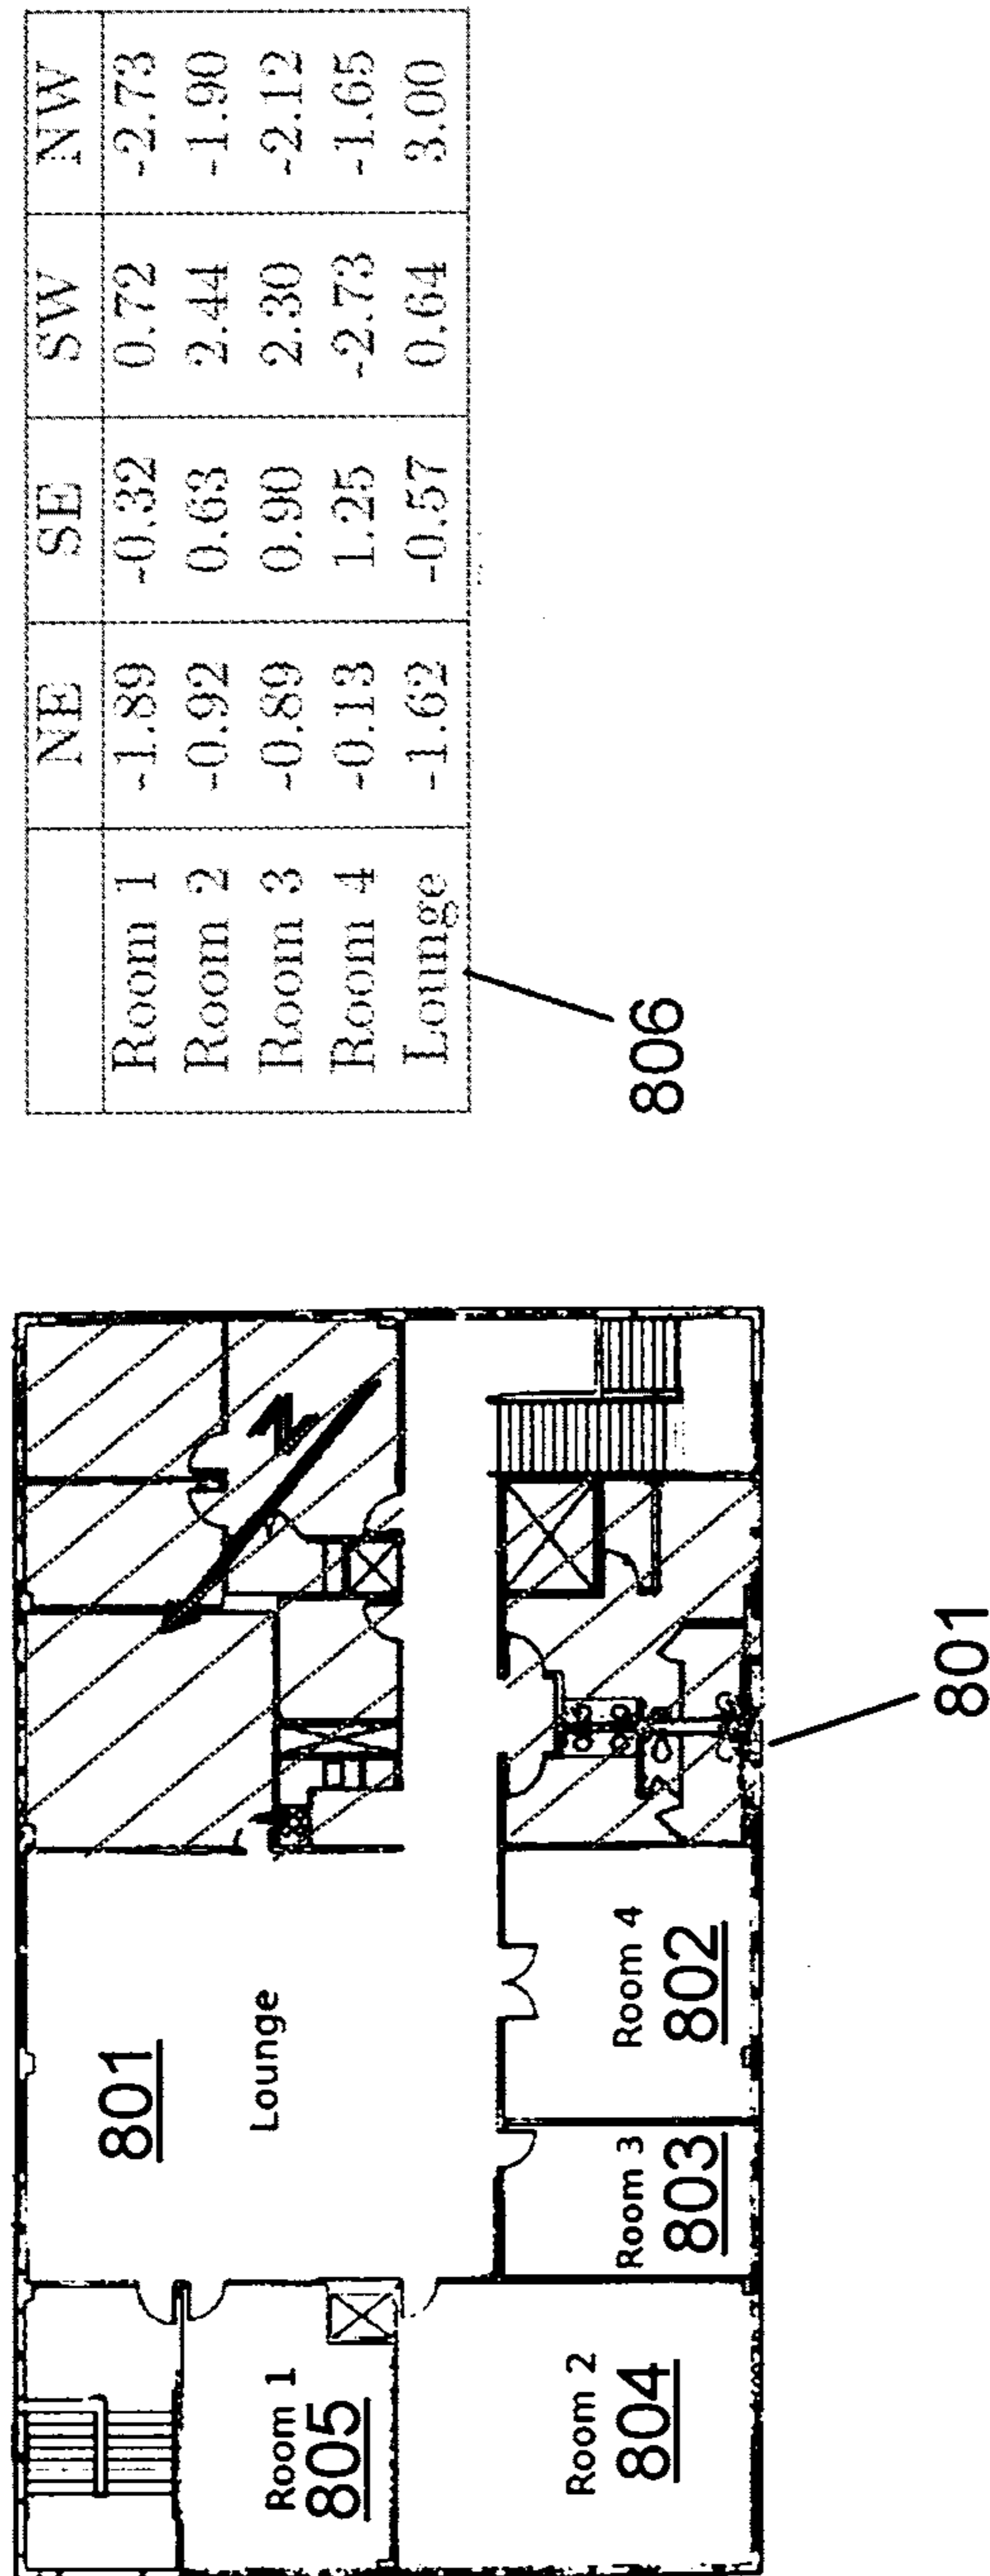 NE SE SW NW
Room 1 -1.89 -0.32 0.72 -2.73
Room 2 -0.92 0.63 2.44 -1.90
Room 3 -0.89 0.90 2.30 -2.12
Room 4 -0.13 1.25 -2.73 -1.65
Lounge -1.62 -0.57 0.64 3.00
806
801
Lounge
N
Room 1
805
Room 2
804
Room 3
803
Room 4
802
801